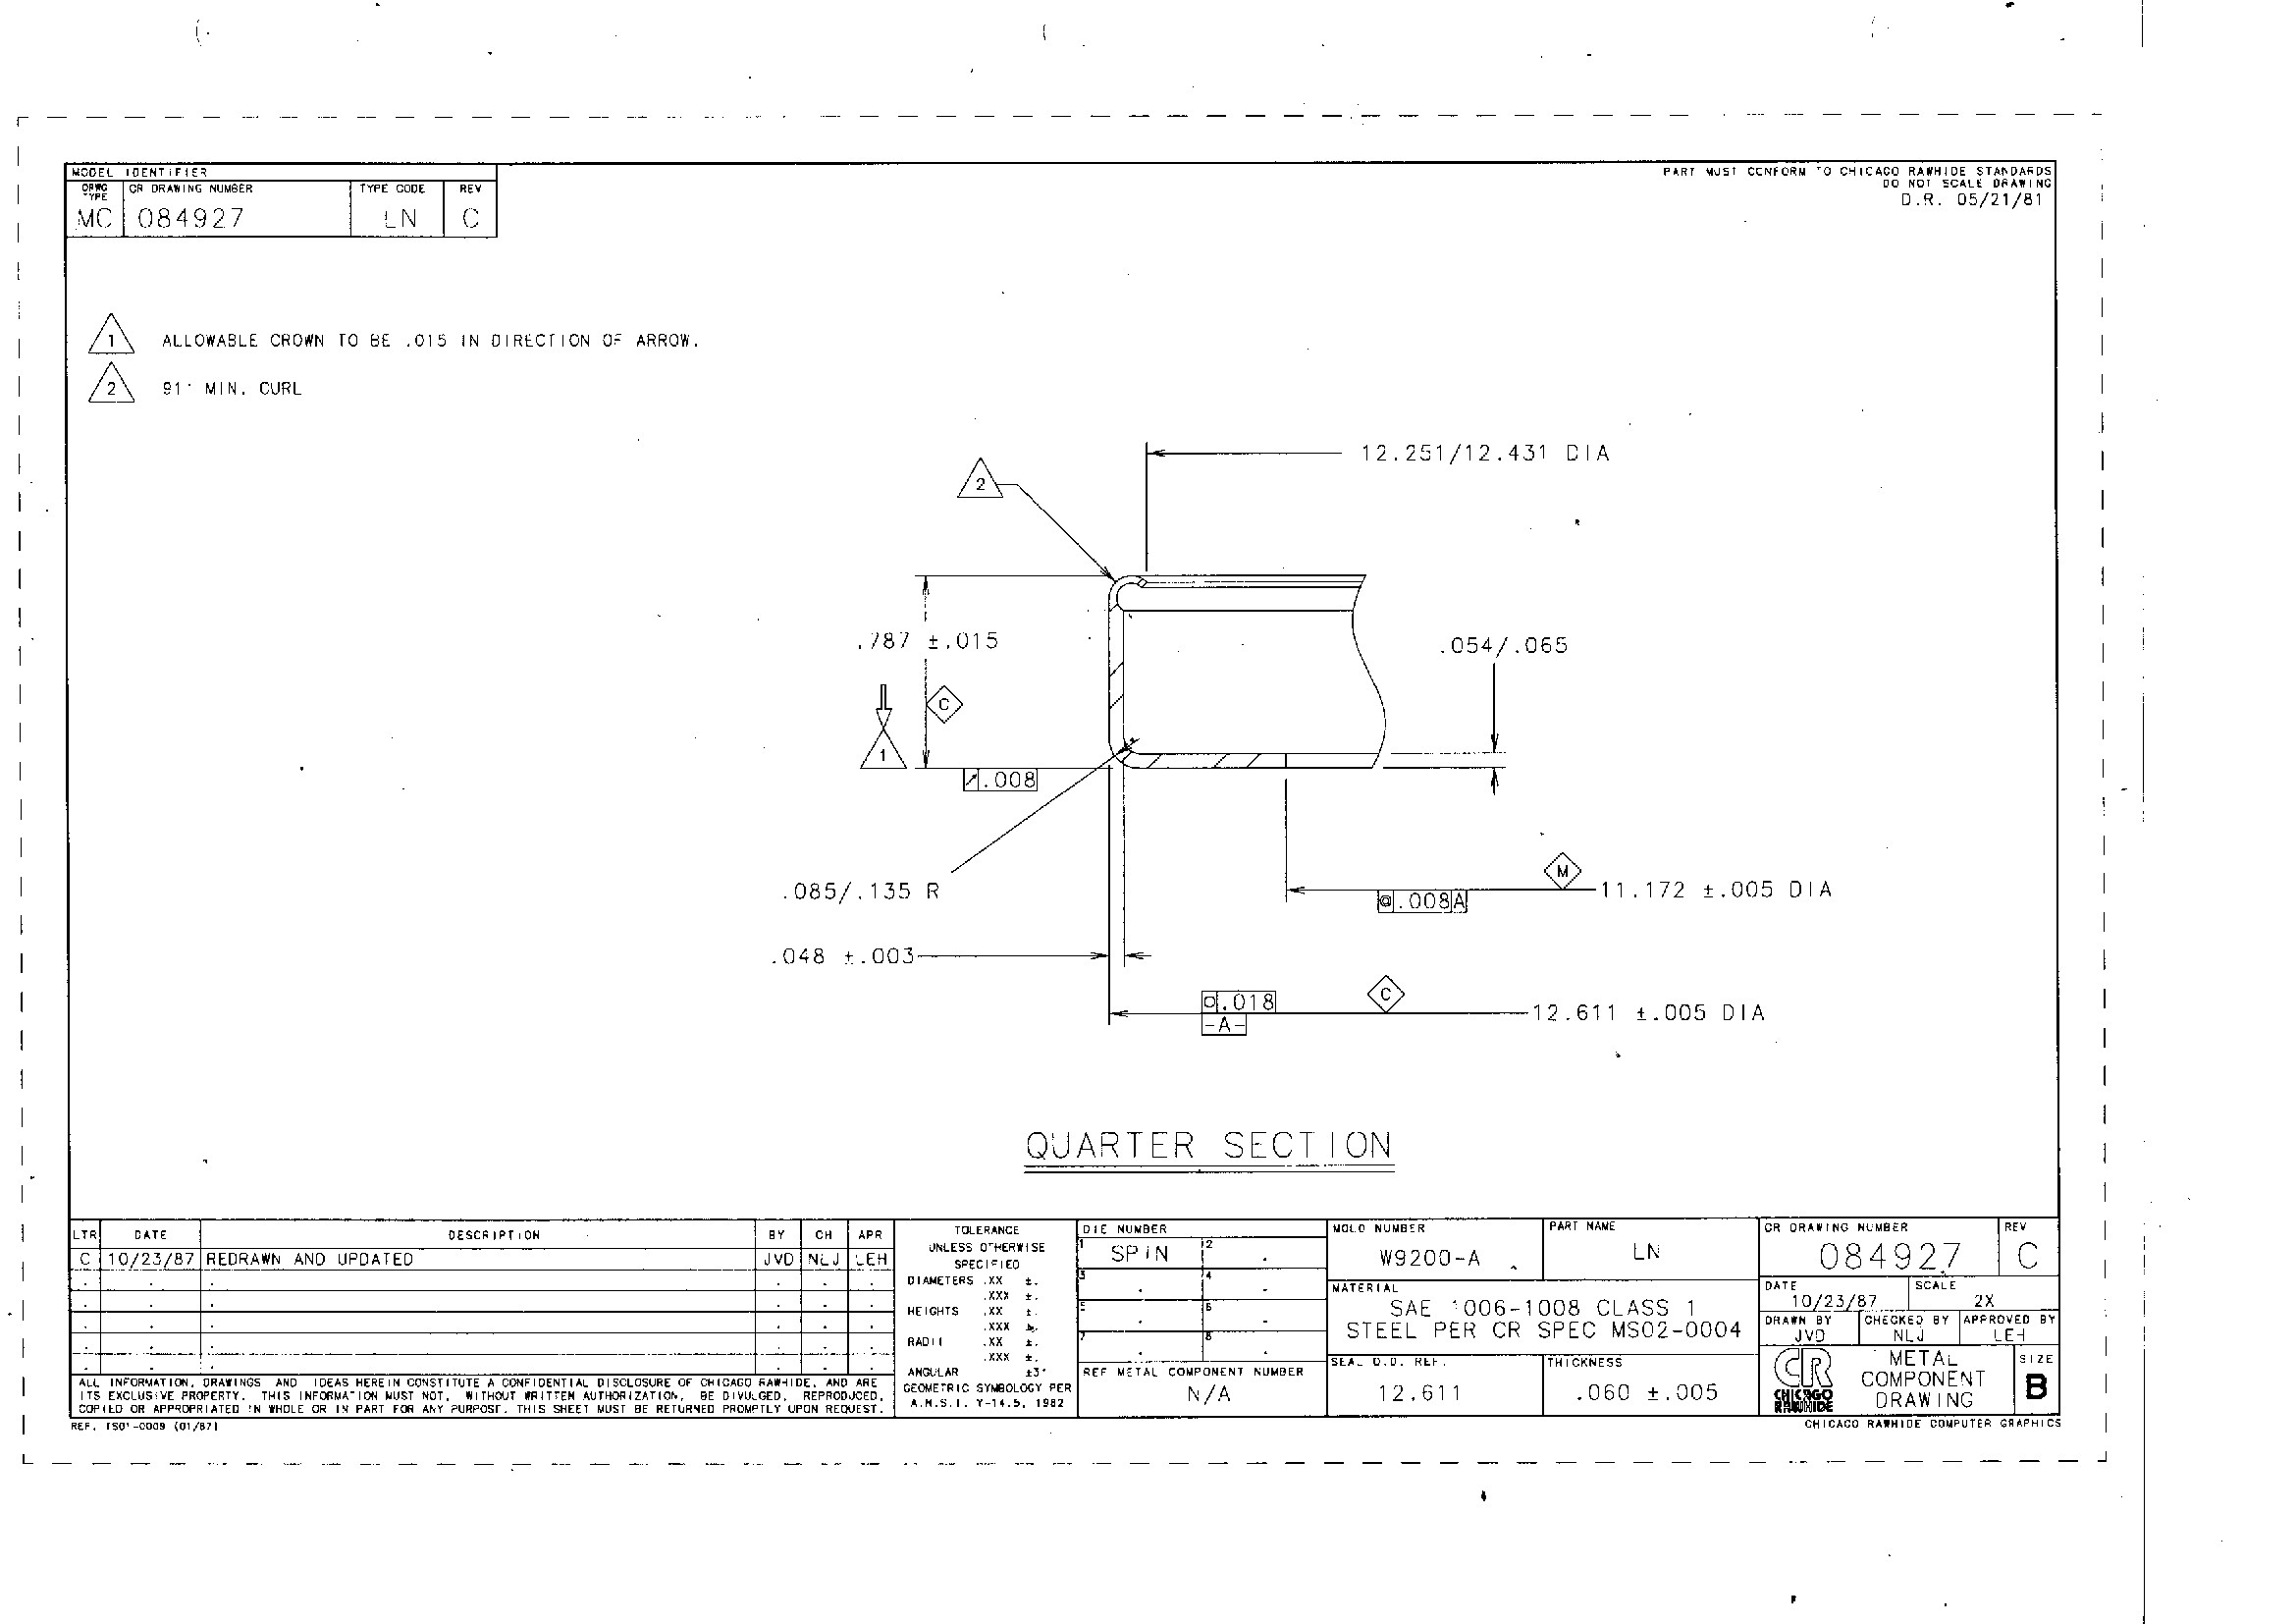 MODEL IDENTIFIER
DRWG TYPE CR DRAWING NUMBER TYPE CODE REV
MC 084927 LN C
PART MUST CONFORM TO CHICAGO RAWHIDE STANDARDS
DO NOT SCALE DRAWING
D.R. 05/21/81
1 ALLOWABLE CROWN TO BE .015 IN DIRECTION OF ARROW.
2 91° MIN. CURL
12.251/12.431 DIA
2
.787 ±.015
.054/.065
C
1
.008
M
.085/.135 R
11.172 ±.005 DIA
.008 A
.048 ±.003
C
.018
12.611 ±.005 DIA
-A-
QUARTER SECTION
LTR DATE DESCRIPTION BY CH APR
C 10/23/87 REDRAWN AND UPDATED JVD NLJ LEH
ALL INFORMATION, DRAWINGS AND IDEAS HEREIN CONSTITUTE A CONFIDENTIAL DISCLOSURE OF CHICAGO RAWHIDE, AND ARE
ITS EXCLUSIVE PROPERTY. THIS INFORMATION MUST NOT, WITHOUT WRITTEN AUTHORIZATION, BE DIVULGED, REPRODUCED,
COPIED OR APPROPRIATED IN WHOLE OR IN PART FOR ANY PURPOSE. THIS SHEET MUST BE RETURNED PROMPTLY UPON REQUEST.
REF. ISO1-0009 (01/87)
TOLERANCE
UNLESS OTHERWISE
SPECIFIED
DIAMETERS .XX ±.
.XXX ±.
HEIGHTS .XX ±.
.XXX ±.
RADII .XX ±.
.XXX ±.
ANGULAR ±3°
GEOMETRIC SYMBOLOGY PER
A.N.S.I. Y-14.5, 1982
DIE NUMBER
1 SPIN 2
3 4
5 6
7 8
REF METAL COMPONENT NUMBER
N/A
MOLD NUMBER
W9200-A
PART NAME
LN
MATERIAL
SAE 1006-1008 CLASS 1
STEEL PER CR SPEC MS02-0004
SEAL O.D. REF.
12.611
THICKNESS
.060 ±.005
CR DRAWING NUMBER REV
084927 C
DATE SCALE
10/23/87 2X
DRAWN BY CHECKED BY APPROVED BY
JVD NLJ LEH
CR
CHICAGO
RAWHIDE
METAL
COMPONENT
DRAWING
SIZE
B
CHICAGO RAWHIDE COMPUTER GRAPHICS